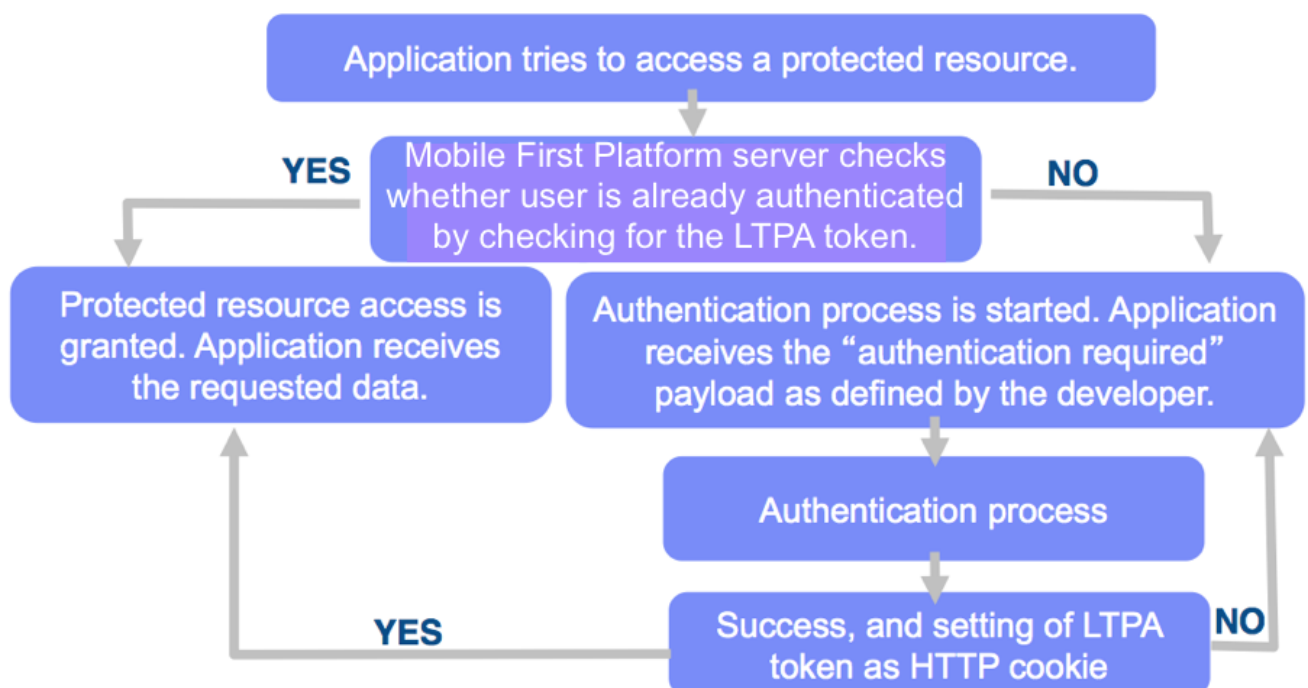 Application tries to access a protected resource.
YES
Mobile First Platform server checks
whether user is already authenticated
by checking for the LTPA token.
NO
Protected resource access is
granted. Application receives
the requested data.
Authentication process is started. Application
receives the “authentication required”
payload as defined by the developer.
Authentication process
Success, and setting of LTPA
token as HTTP cookie
YES
NO